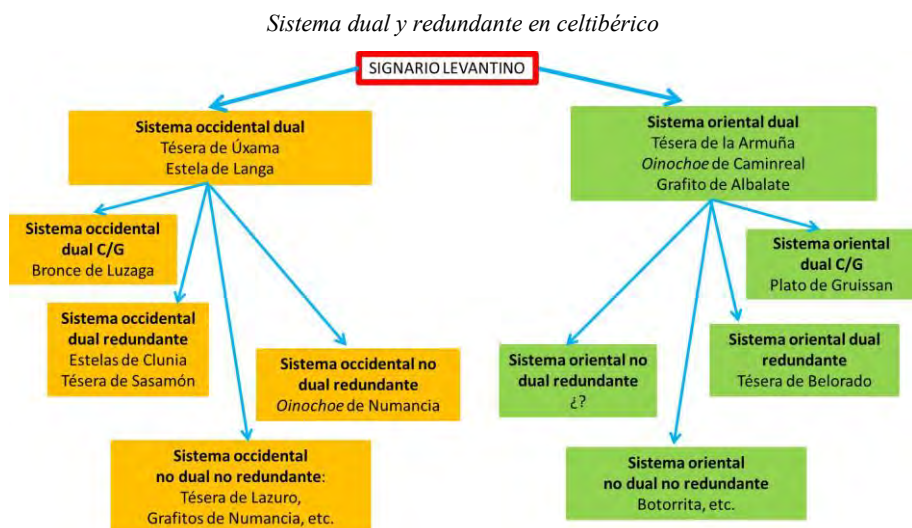 Sistema dual y redundante en celtibérico
SIGNARIO LEVANTINO
Sistema occidental dual
Tésera de Úxama
Estela de Langa
Sistema oriental dual
Tésera de la Armuña
Oinochoe de Caminreal
Grafito de Albalate
Sistema occidental
dual C/G
Bronce de Luzaga
Sistema oriental
dual C/G
Plato de Gruissan
Sistema occidental
dual redundante
Estelas de Clunia
Tésera de Sasamón
Sistema occidental no
dual redundante
Oinochoe de Numancia
Sistema oriental no
dual redundante
¿?
Sistema oriental dual
redundante
Tésera de Belorado
Sistema occidental
no dual no redundante:
Tésera de Lazuro,
Grafitos de Numancia, etc.
Sistema oriental
no dual no redundante
Botorrita, etc.